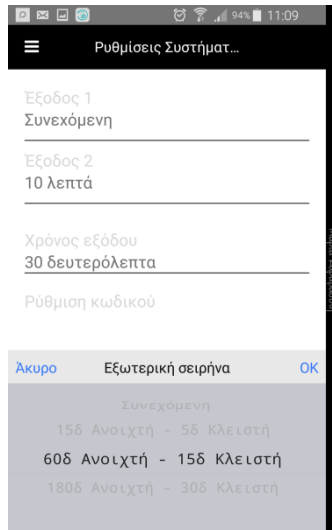 94% 11:09
Ρυθμίσεις Συστήματ...
Έξοδος 1
Συνεχόμενη
Έξοδος 2
10 λεπτά
Χρόνος εξόδου
30 δευτερόλεπτα
Ρύθμιση κωδικού
Άκυρο Εξωτερική σειρήνα OK
Συνεχόμενη
15δ Ανοιχτή - 5δ Κλειστή
60δ Ανοιχτή - 15δ Κλειστή
180δ Ανοιχτή - 30δ Κλειστή